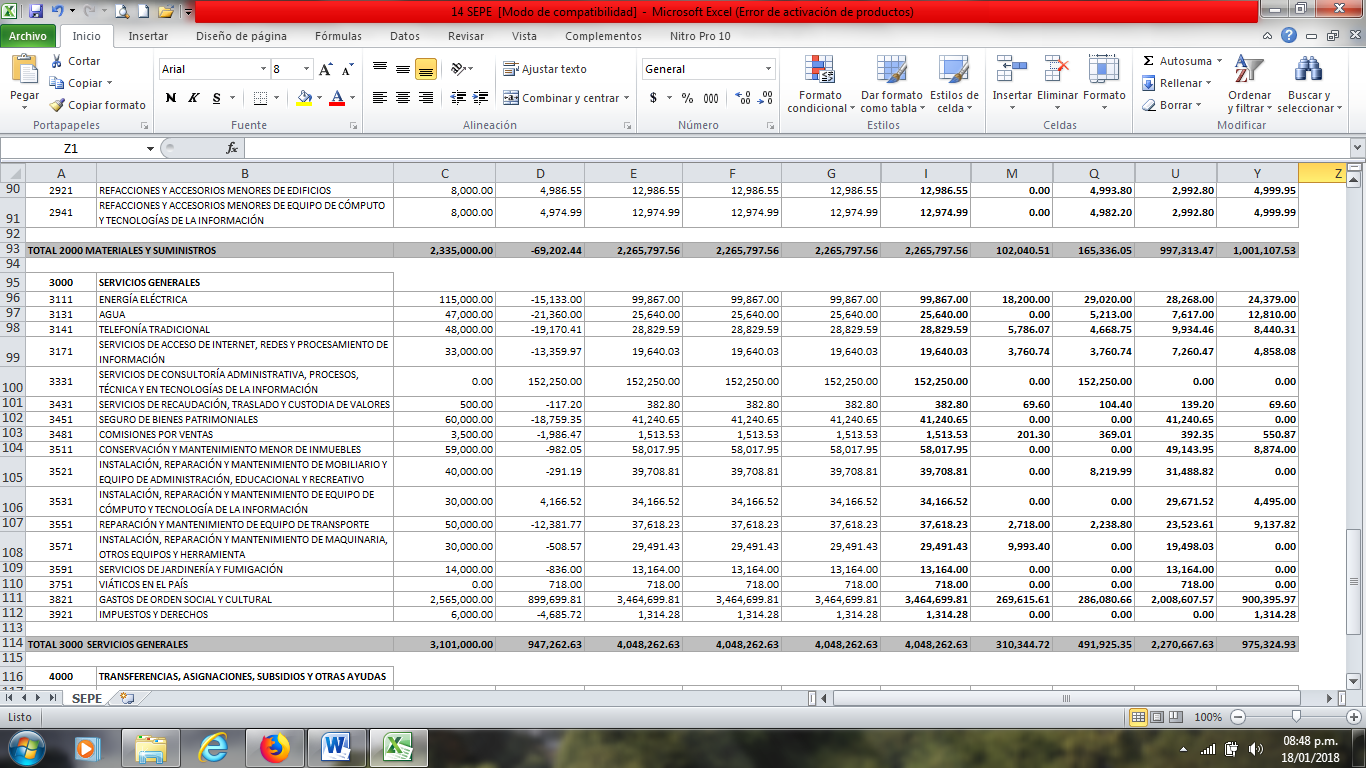 14 SEPE  [Modo de compatibilidad]  -  Microsoft Excel (Error de activación de productos)
Archivo Inicio Insertar Diseño de página Fórmulas Datos Revisar Vista Complementos Nitro Pro 10
Pegar
Cortar
Copiar
Copiar formato
Portapapeles
Arial 8
N K S
Fuente
Ajustar texto
Combinar y centrar
Alineación
General
$ % 000
Número
Formato condicional
Dar formato como tabla
Estilos de celda
Estilos
Insertar Eliminar Formato
Celdas
Σ Autosuma
Rellenar
Borrar
Ordenar y filtrar
Buscar y seleccionar
Modificar
Z1 fx
A B C D E F G I M Q U Y Z
90 2921 REFACCIONES Y ACCESORIOS MENORES DE EDIFICIOS 8,000.00 4,986.55 12,986.55 12,986.55 12,986.55 12,986.55 0.00 4,993.80 2,992.80 4,999.95
91 2941 REFACCIONES Y ACCESORIOS MENORES DE EQUIPO DE CÓMPUTO Y TECNOLOGÍAS DE LA INFORMACIÓN 8,000.00 4,974.99 12,974.99 12,974.99 12,974.99 12,974.99 0.00 4,982.20 2,992.80 4,999.99
92
93 TOTAL 2000 MATERIALES Y SUMINISTROS 2,335,000.00 -69,202.44 2,265,797.56 2,265,797.56 2,265,797.56 2,265,797.56 102,040.51 165,336.05 997,313.47 1,001,107.53
94
95 3000 SERVICIOS GENERALES
96 3111 ENERGÍA ELÉCTRICA 115,000.00 -15,133.00 99,867.00 99,867.00 99,867.00 99,867.00 18,200.00 29,020.00 28,268.00 24,379.00
97 3131 AGUA 47,000.00 -21,360.00 25,640.00 25,640.00 25,640.00 25,640.00 0.00 5,213.00 7,617.00 12,810.00
98 3141 TELEFONÍA TRADICIONAL 48,000.00 -19,170.41 28,829.59 28,829.59 28,829.59 28,829.59 5,786.07 4,668.75 9,934.46 8,440.31
99 3171 SERVICIOS DE ACCESO DE INTERNET, REDES Y PROCESAMIENTO DE INFORMACIÓN 33,000.00 -13,359.97 19,640.03 19,640.03 19,640.03 19,640.03 3,760.74 3,760.74 7,260.47 4,858.08
100 3331 SERVICIOS DE CONSULTORÍA ADMINISTRATIVA, PROCESOS, TÉCNICA Y EN TECNOLOGÍAS DE LA INFORMACIÓN 0.00 152,250.00 152,250.00 152,250.00 152,250.00 152,250.00 0.00 152,250.00 0.00 0.00
101 3431 SERVICIOS DE RECAUDACIÓN, TRASLADO Y CUSTODIA DE VALORES 500.00 -117.20 382.80 382.80 382.80 382.80 69.60 104.40 139.20 69.60
102 3451 SEGURO DE BIENES PATRIMONIALES 60,000.00 -18,759.35 41,240.65 41,240.65 41,240.65 41,240.65 0.00 0.00 41,240.65 0.00
103 3481 COMISIONES POR VENTAS 3,500.00 -1,986.47 1,513.53 1,513.53 1,513.53 1,513.53 201.30 369.01 392.35 550.87
104 3511 CONSERVACIÓN Y MANTENIMIENTO MENOR DE INMUEBLES 59,000.00 -982.05 58,017.95 58,017.95 58,017.95 58,017.95 0.00 0.00 49,143.95 8,874.00
105 3521 INSTALACIÓN, REPARACIÓN Y MANTENIMIENTO DE MOBILIARIO Y EQUIPO DE ADMINISTRACIÓN, EDUCACIONAL Y RECREATIVO 40,000.00 -291.19 39,708.81 39,708.81 39,708.81 39,708.81 0.00 8,219.99 31,488.82 0.00
106 3531 INSTALACIÓN, REPARACIÓN Y MANTENIMIENTO DE EQUIPO DE CÓMPUTO Y TECNOLOGÍA DE LA INFORMACIÓN 30,000.00 4,166.52 34,166.52 34,166.52 34,166.52 34,166.52 0.00 0.00 29,671.52 4,495.00
107 3551 REPARACIÓN Y MANTENIMIENTO DE EQUIPO DE TRANSPORTE 50,000.00 -12,381.77 37,618.23 37,618.23 37,618.23 37,618.23 2,718.00 2,238.80 23,523.61 9,137.82
108 3571 INSTALACIÓN, REPARACIÓN Y MANTENIMIENTO DE MAQUINARIA, OTROS EQUIPOS Y HERRAMIENTA 30,000.00 -508.57 29,491.43 29,491.43 29,491.43 29,491.43 9,993.40 0.00 19,498.03 0.00
109 3591 SERVICIOS DE JARDINERÍA Y FUMIGACIÓN 14,000.00 -836.00 13,164.00 13,164.00 13,164.00 13,164.00 0.00 0.00 13,164.00 0.00
110 3751 VIÁTICOS EN EL PAÍS 0.00 718.00 718.00 718.00 718.00 718.00 0.00 0.00 718.00 0.00
111 3821 GASTOS DE ORDEN SOCIAL Y CULTURAL 2,565,000.00 899,699.81 3,464,699.81 3,464,699.81 3,464,699.81 3,464,699.81 269,615.61 286,080.66 2,008,607.57 900,395.97
112 3921 IMPUESTOS Y DERECHOS 6,000.00 -4,685.72 1,314.28 1,314.28 1,314.28 1,314.28 0.00 0.00 0.00 1,314.28
113
114 TOTAL 3000  SERVICIOS GENERALES 3,101,000.00 947,262.63 4,048,262.63 4,048,262.63 4,048,262.63 4,048,262.63 310,344.72 491,925.35 2,270,667.63 975,324.93
115
116 4000 TRANSFERENCIAS, ASIGNACIONES, SUBSIDIOS Y OTRAS AYUDAS
SEPE
Listo 100%
08:48 p.m.
18/01/2018